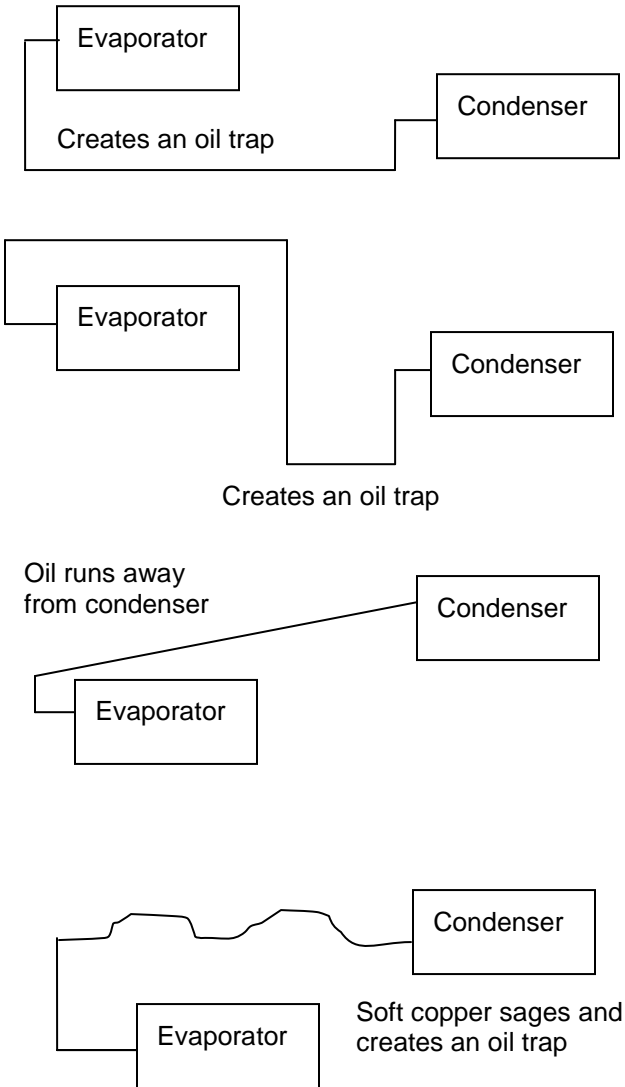 Evaporator
Condenser
Creates an oil trap
Evaporator
Condenser
Creates an oil trap
Oil runs away
from condenser
Condenser
Evaporator
Condenser
Soft copper sages and
creates an oil trap
Evaporator